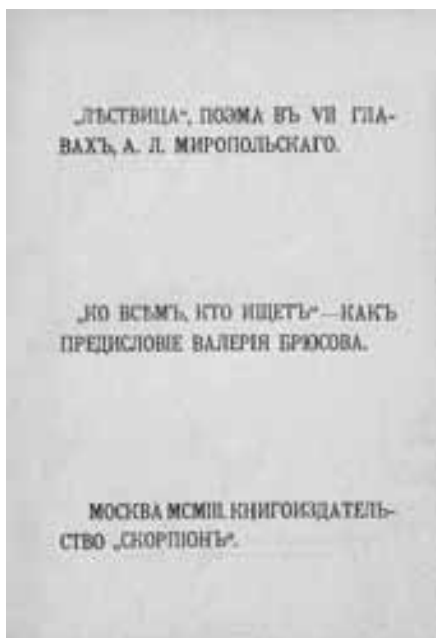 „ЛѢСТВИЦА“, ПОЭМА ВЪ VII ГЛА-
ВАХЪ, А. Л. МИРОПОЛЬСКАГО.
„КО ВСѢМЪ, КТО ИЩЕТЪ“—КАКЪ
ПРЕДИСЛОВІЕ ВАЛЕРІЯ БРЮСОВА.
МОСКВА MCMIII. КНИГОИЗДАТЕЛЬ-
СТВО „СКОРПІОНЪ“.